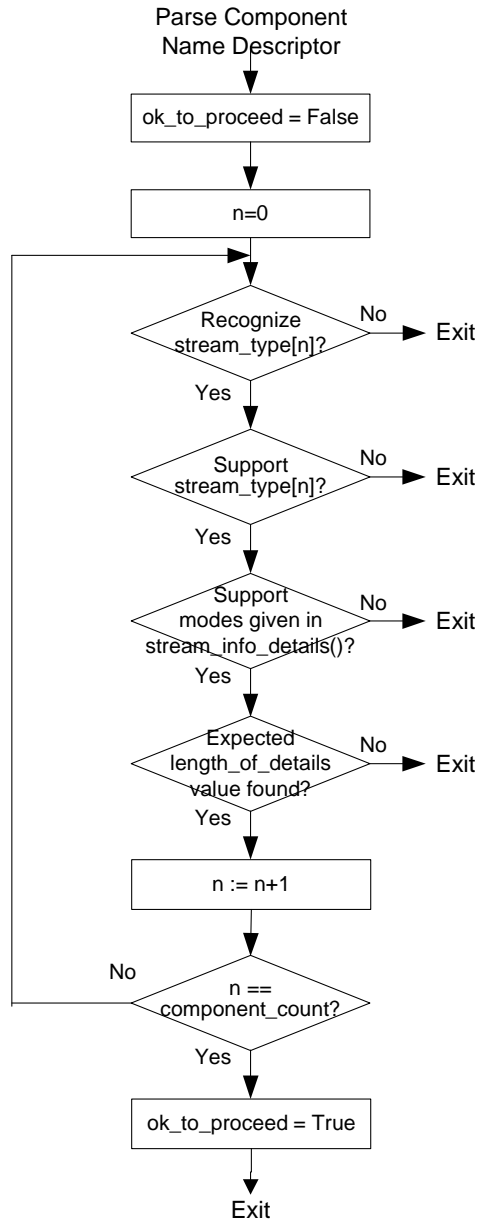 Parse Component
Name Descriptor
ok_to_proceed = False
n=0
Recognize
stream_type[n]?
No
Exit
Yes
Support
stream_type[n]?
No
Exit
Yes
Support
modes given in
stream_info_details()?
No
Exit
Yes
Expected
length_of_details
value found?
No
Exit
Yes
n := n+1
n ==
component_count?
No
Yes
ok_to_proceed = True
Exit